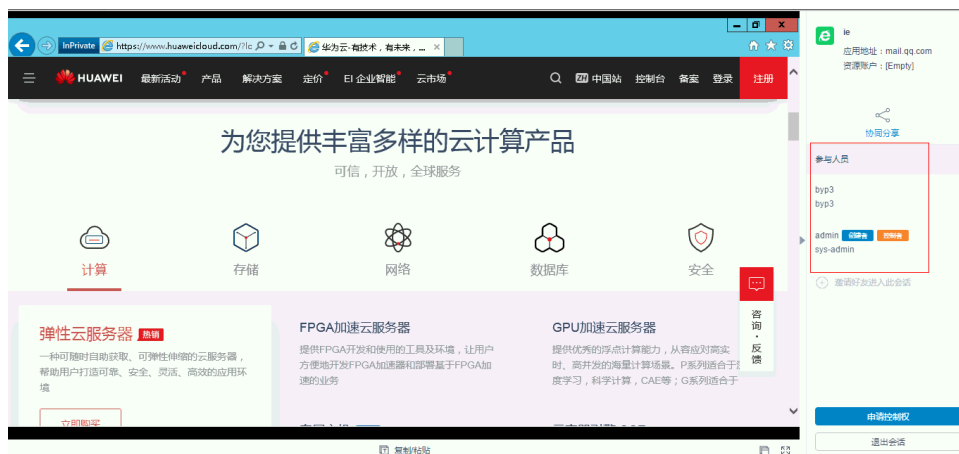 InPrivate
https://www.huaweicloud.com/?lc
华为云-有技术，有未来，...
HUAWEI
最新活动
产品
解决方案
定价
EI 企业智能
云市场
ZH 中国站
控制台
备案
登录
注册
为您提供丰富多样的云计算产品
可信，开放，全球服务
计算
存储
网络
数据库
安全
弹性云服务器 热销
一种可随时自助获取、可弹性伸缩的云服务器，
帮助用户打造可靠、安全、灵活、高效的应用环
境
立即购买
FPGA加速云服务器
提供FPGA开发和使用的工具及环境，让用户
方便地开发FPGA加速器和部署基于FPGA加
速的业务
GPU加速云服务器
提供优秀的浮点计算能力，从容应对高实
时、高并发的海量计算场景。P系列适合于
度学习，科学计算，CAE等；G系列适合于
咨询·反馈
复制/粘贴
ie
应用地址：mail.qq.com
资源账户：[Empty]
协同分享
参与人员
byp3
byp3
admin 创建者 控制者
sys-admin
邀请好友进入此会话
申请控制权
退出会话